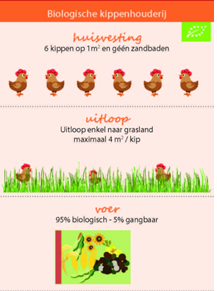 Biologische kippenhouderij
huisvesting
6 kippen op 1m² en géén zandbaden
uitloop
Uitloop enkel naar grasland
maximaal 4 m² / kip
voer
95% biologisch - 5% gangbaar